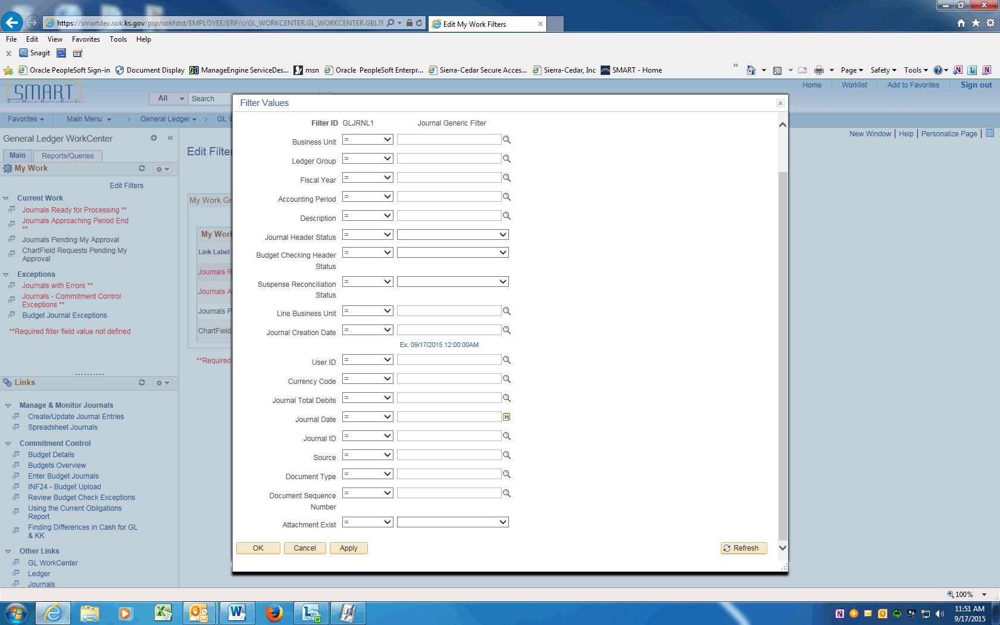 https://smartdev.sok.ks.gov/psp/sokfstst/EMPLOYEE/ERP/c/GL_WORKCENTER.GL_WORKCENTER.GBL?F
Edit My Work Filters
File Edit View Favorites Tools Help
x Snagit
Oracle PeopleSoft Sign-in Document Display ManageEngine ServiceDes... msn Oracle PeopleSoft Enterpr... Sierra-Cedar Secure Acces... Sierra-Cedar, Inc SMART - Home
Page Safety Tools
SMART
All Search
Home Worklist Add to Favorites Sign out
Favorites Main Menu > General Ledger > GL W
New Window | Help | Personalize Page |
General Ledger WorkCenter «
Main Reports/Queries
My Work
Edit Filters
Current Work
Journals Ready for Processing **
Journals Approaching Period End
**
Journals Pending My Approval
ChartField Requests Pending My
Approval
Exceptions
Journals with Errors **
Journals - Commitment Control
Exceptions **
Budget Journal Exceptions
**Required filter field value not defined
Links
Manage & Monitor Journals
Create/Update Journal Entries
Spreadsheet Journals
Commitment Control
Budget Details
Budgets Overview
Enter Budget Journals
INF24 - Budget Upload
Review Budget Check Exceptions
Using the Current Obligations
Report
Finding Differences in Cash for GL
& KK
Other Links
GL WorkCenter
Ledger
Journals
Edit Filter
My Work Gr
My Work
Link Label
Journals R
Journals A
Journals P
ChartField
**Required
Filter Values
Filter ID GLJRNL1 Journal Generic Filter
Business Unit =
Ledger Group =
Fiscal Year =
Accounting Period =
Description =
Journal Header Status =
Budget Checking Header =
Status
Suspense Reconciliation =
Status
Line Business Unit =
Journal Creation Date =
Ex. 09/17/2015 12:00:00AM
User ID =
Currency Code =
Journal Total Debits =
Journal Date = 31
Journal ID =
Source =
Document Type =
Document Sequence =
Number
Attachment Exist =
OK Cancel Apply Refresh
100%
11:51 AM
9/17/2015